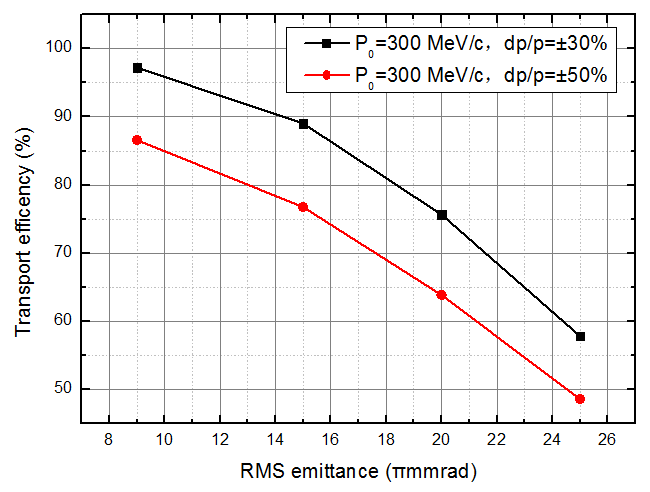 P0=300 MeV/c, dp/p=±30%
P0=300 MeV/c, dp/p=±50%
100
90
80
70
60
50
Transport efficency (%)
8 10 12 14 16 18 20 22 24 26
RMS emittance (πmmrad)